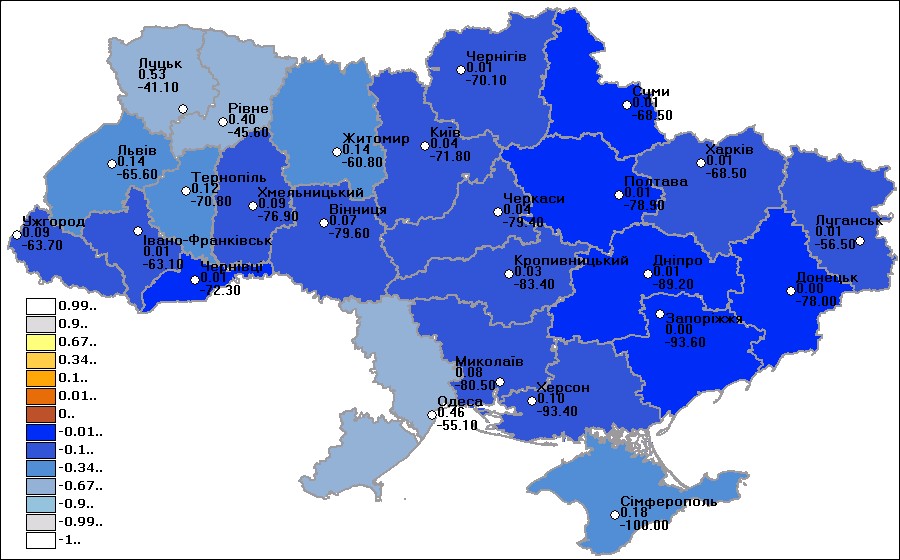 Чернігів
0.01
-70.10
Луцьк
0.53
-41.10
Суми
0.01
-68.50
Рівне
0.40
-45.60
Київ
0.04
-71.80
Житомир
0.14
-60.80
Харків
0.01
-68.50
Львів
0.14
-65.60
Тернопіль
0.12
-70.80
Полтава
0.01
-78.90
Хмельницький
0.09
-76.90
Черкаси
0.04
-79.40
Вінниця
0.07
-79.60
Ужгород
0.09
-63.70
Луганськ
0.01
-56.50
Івано-Франківськ
0.01
-63.10
Чернівці
0.01
-72.30
Кропивницький
0.03
-83.40
Дніпро
0.01
-89.20
Донецьк
0.00
-78.00
Запоріжжя
0.00
-93.60
Миколаїв
0.08
-80.50
Херсон
0.10
-93.40
Одеса
0.46
-55.10
Сімферополь
0.18
-100.00
0.99..
0.9..
0.67..
0.34..
0.1..
0.01..
0..
-0.01..
-0.1..
-0.34..
-0.67..
-0.9..
-0.99..
-1..